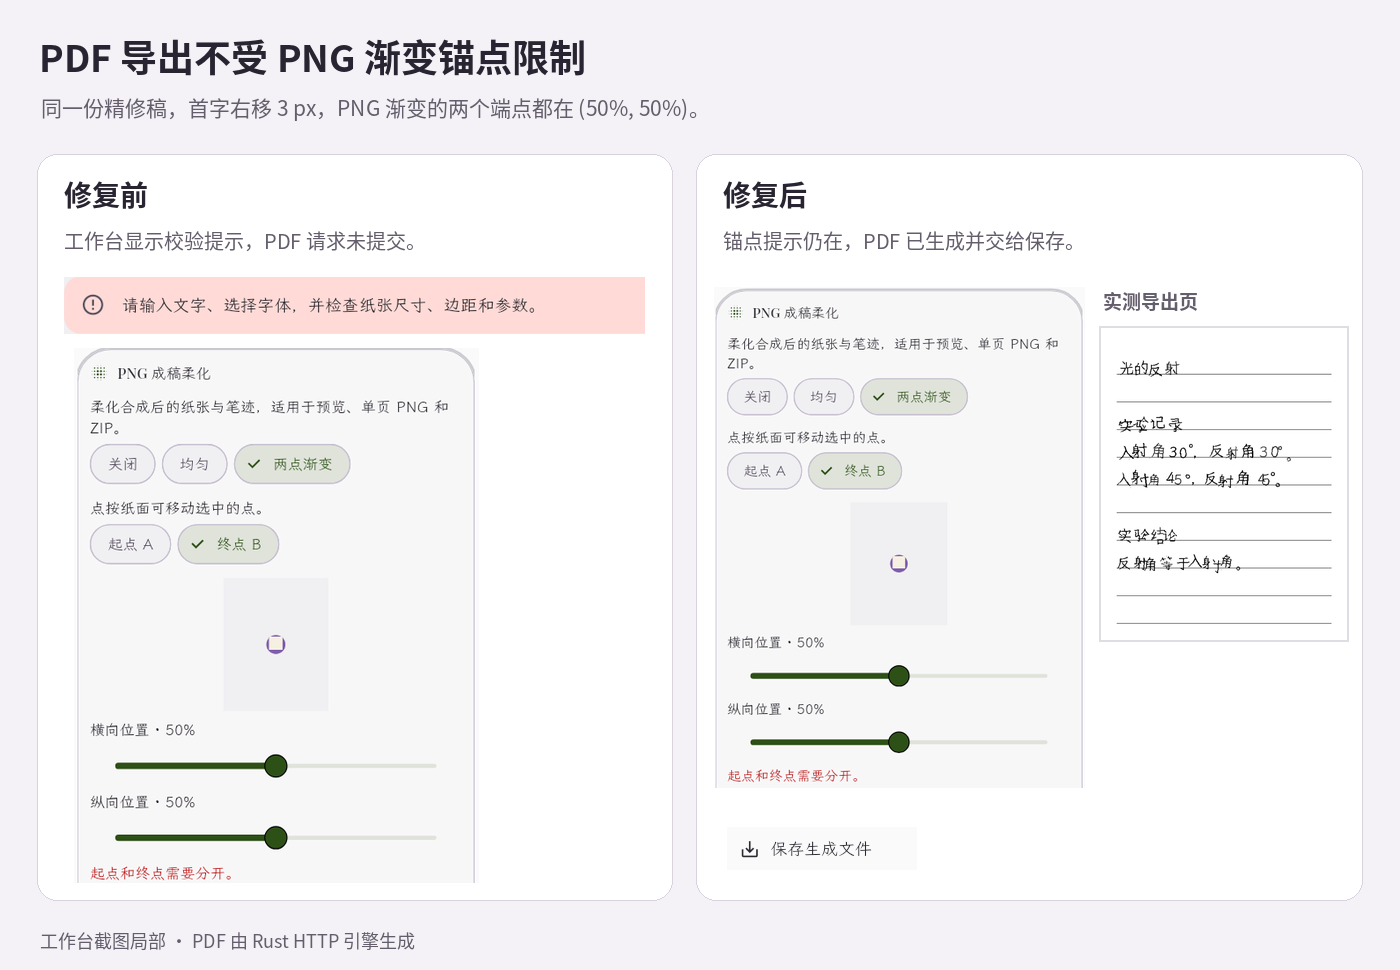 PDF 导出不受 PNG 渐变锚点限制
同一份精修稿，首字右移 3 px，PNG 渐变的两个端点都在 (50%, 50%)。
修复前
工作台显示校验提示，PDF 请求未提交。
请输入文字、选择字体，并检查纸张尺寸、边距和参数。
PNG 成稿柔化
柔化合成后的纸张与笔迹，适用于预览、单页 PNG 和
ZIP。
关闭
均匀
两点渐变
点按纸面可移动选中的点。
起点 A
终点 B
横向位置・50%
纵向位置・50%
起点和终点需要分开。
修复后
锚点提示仍在，PDF 已生成并交给保存。
PNG 成稿柔化
柔化合成后的纸张与笔迹，适用于预览、单页 PNG 和
ZIP。
关闭
均匀
两点渐变
点按纸面可移动选中的点。
起点 A
终点 B
横向位置・50%
纵向位置・50%
起点和终点需要分开。
保存生成文件
实测导出页
光的反射
实验记录
入射角30°，反射角30°。
入射角 45°，反射角 45°。
实验结论
反射角等于入射角。
工作台截图局部 · PDF 由 Rust HTTP 引擎生成